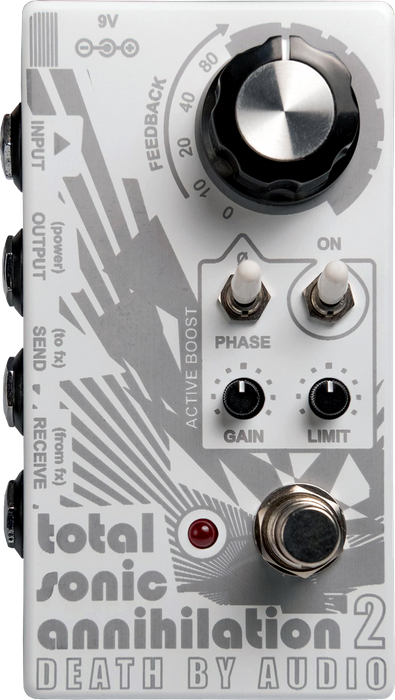 9V
FEEDBACK
0 10 20 40 80
INPUT
(power)
OUTPUT
(to fx)
SEND
(from fx)
RECEIVE
ø
ON
PHASE
ACTIVE BOOST
GAIN
LIMIT
total
sonic
annihilation 2
DEATH BY AUDIO